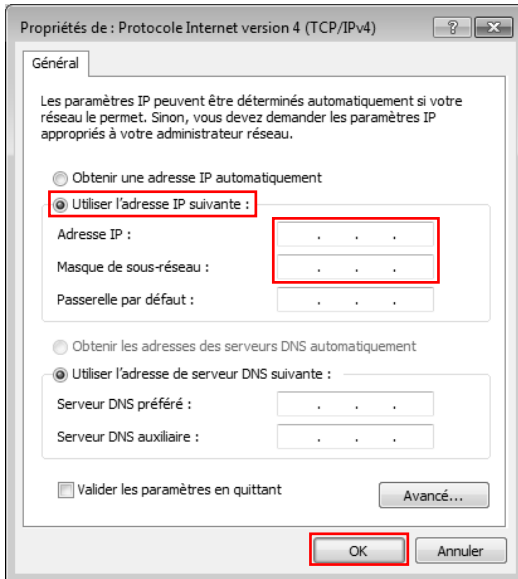 Propriétés de : Protocole Internet version 4 (TCP/IPv4)
Général
Les paramètres IP peuvent être déterminés automatiquement si votre
réseau le permet. Sinon, vous devez demander les paramètres IP
appropriés à votre administrateur réseau.
Obtenir une adresse IP automatiquement
Utiliser l'adresse IP suivante :
Adresse IP : . . .
Masque de sous-réseau : . . .
Passerelle par défaut : . . .
Obtenir les adresses des serveurs DNS automatiquement
Utiliser l'adresse de serveur DNS suivante :
Serveur DNS préféré : . . .
Serveur DNS auxiliaire : . . .
Valider les paramètres en quittant
Avancé...
OK Annuler